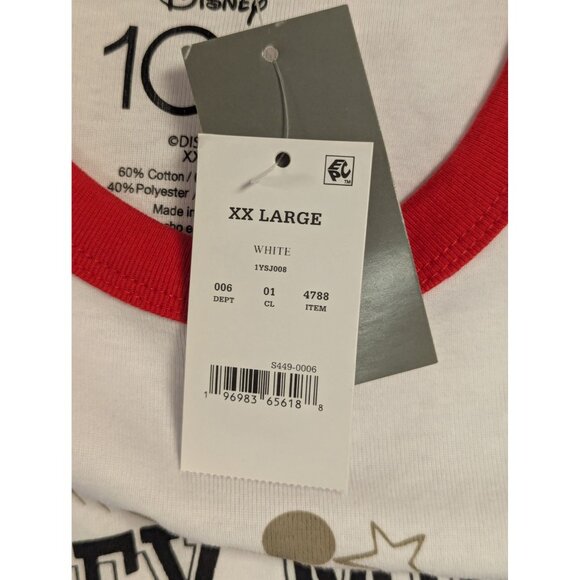 Disney
10
©DIS
XX
60% Cotton /
40% Polyester /
Made in
EPC™
XX LARGE
WHITE
1YSJ008
006 01 4788
DEPT CL ITEM
S449-0006
1 96983 65618 8